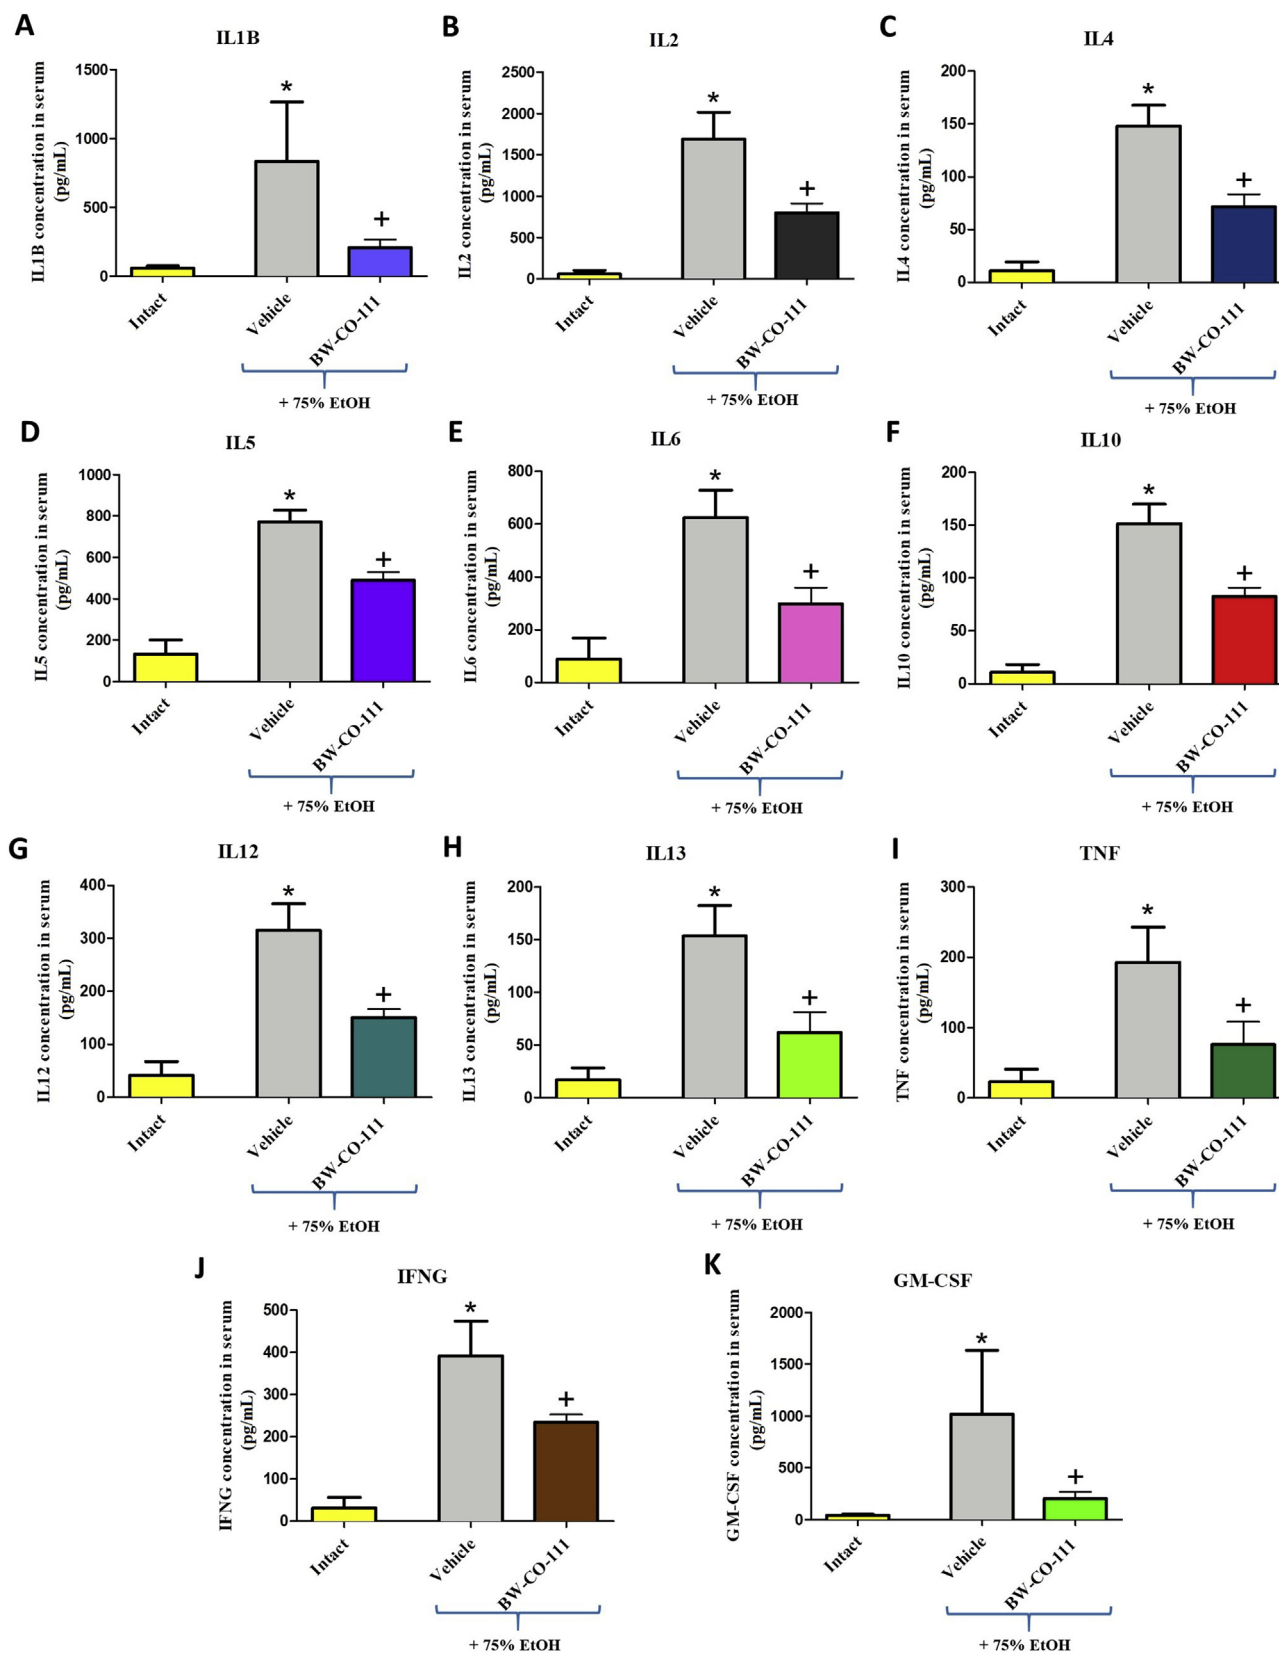 A
IL1B
IL1B concentration in serum
(pg/mL)
1500
1000
500
0
*
+
Intact
Vehicle
BW-CO-111
+ 75% EtOH
B
IL2
IL2 concentration in serum
(pg/mL)
2500
2000
1500
1000
500
0
*
+
Intact
Vehicle
BW-CO-111
+ 75% EtOH
C
IL4
IL4 concentration in serum
(pg/mL)
200
150
100
50
0
*
+
Intact
Vehicle
BW-CO-111
+ 75% EtOH
D
IL5
IL5 concentration in serum
(pg/mL)
1000
800
600
400
200
0
*
+
Intact
Vehicle
BW-CO-111
+ 75% EtOH
E
IL6
IL6 concentration in serum
(pg/mL)
800
600
400
200
0
*
+
Intact
Vehicle
BW-CO-111
+ 75% EtOH
F
IL10
IL10 concentration in serum
(pg/mL)
200
150
100
50
0
*
+
Intact
Vehicle
BW-CO-111
+ 75% EtOH
G
IL12
IL12 concentration in serum
(pg/mL)
400
300
200
100
0
*
+
Intact
Vehicle
BW-CO-111
+ 75% EtOH
H
IL13
IL13 concentration in serum
(pg/mL)
200
150
100
50
0
*
+
Intact
Vehicle
BW-CO-111
+ 75% EtOH
I
TNF
TNF concentration in serum
(pg/mL)
300
200
100
0
*
+
Intact
Vehicle
BW-CO-111
+ 75% EtOH
J
IFNG
IFNG concentration in serum
(pg/mL)
500
400
300
200
100
0
*
+
Intact
Vehicle
BW-CO-111
+ 75% EtOH
K
GM-CSF
GM-CSF concentration in serum
(pg/mL)
2000
1500
1000
500
0
*
+
Intact
Vehicle
BW-CO-111
+ 75% EtOH